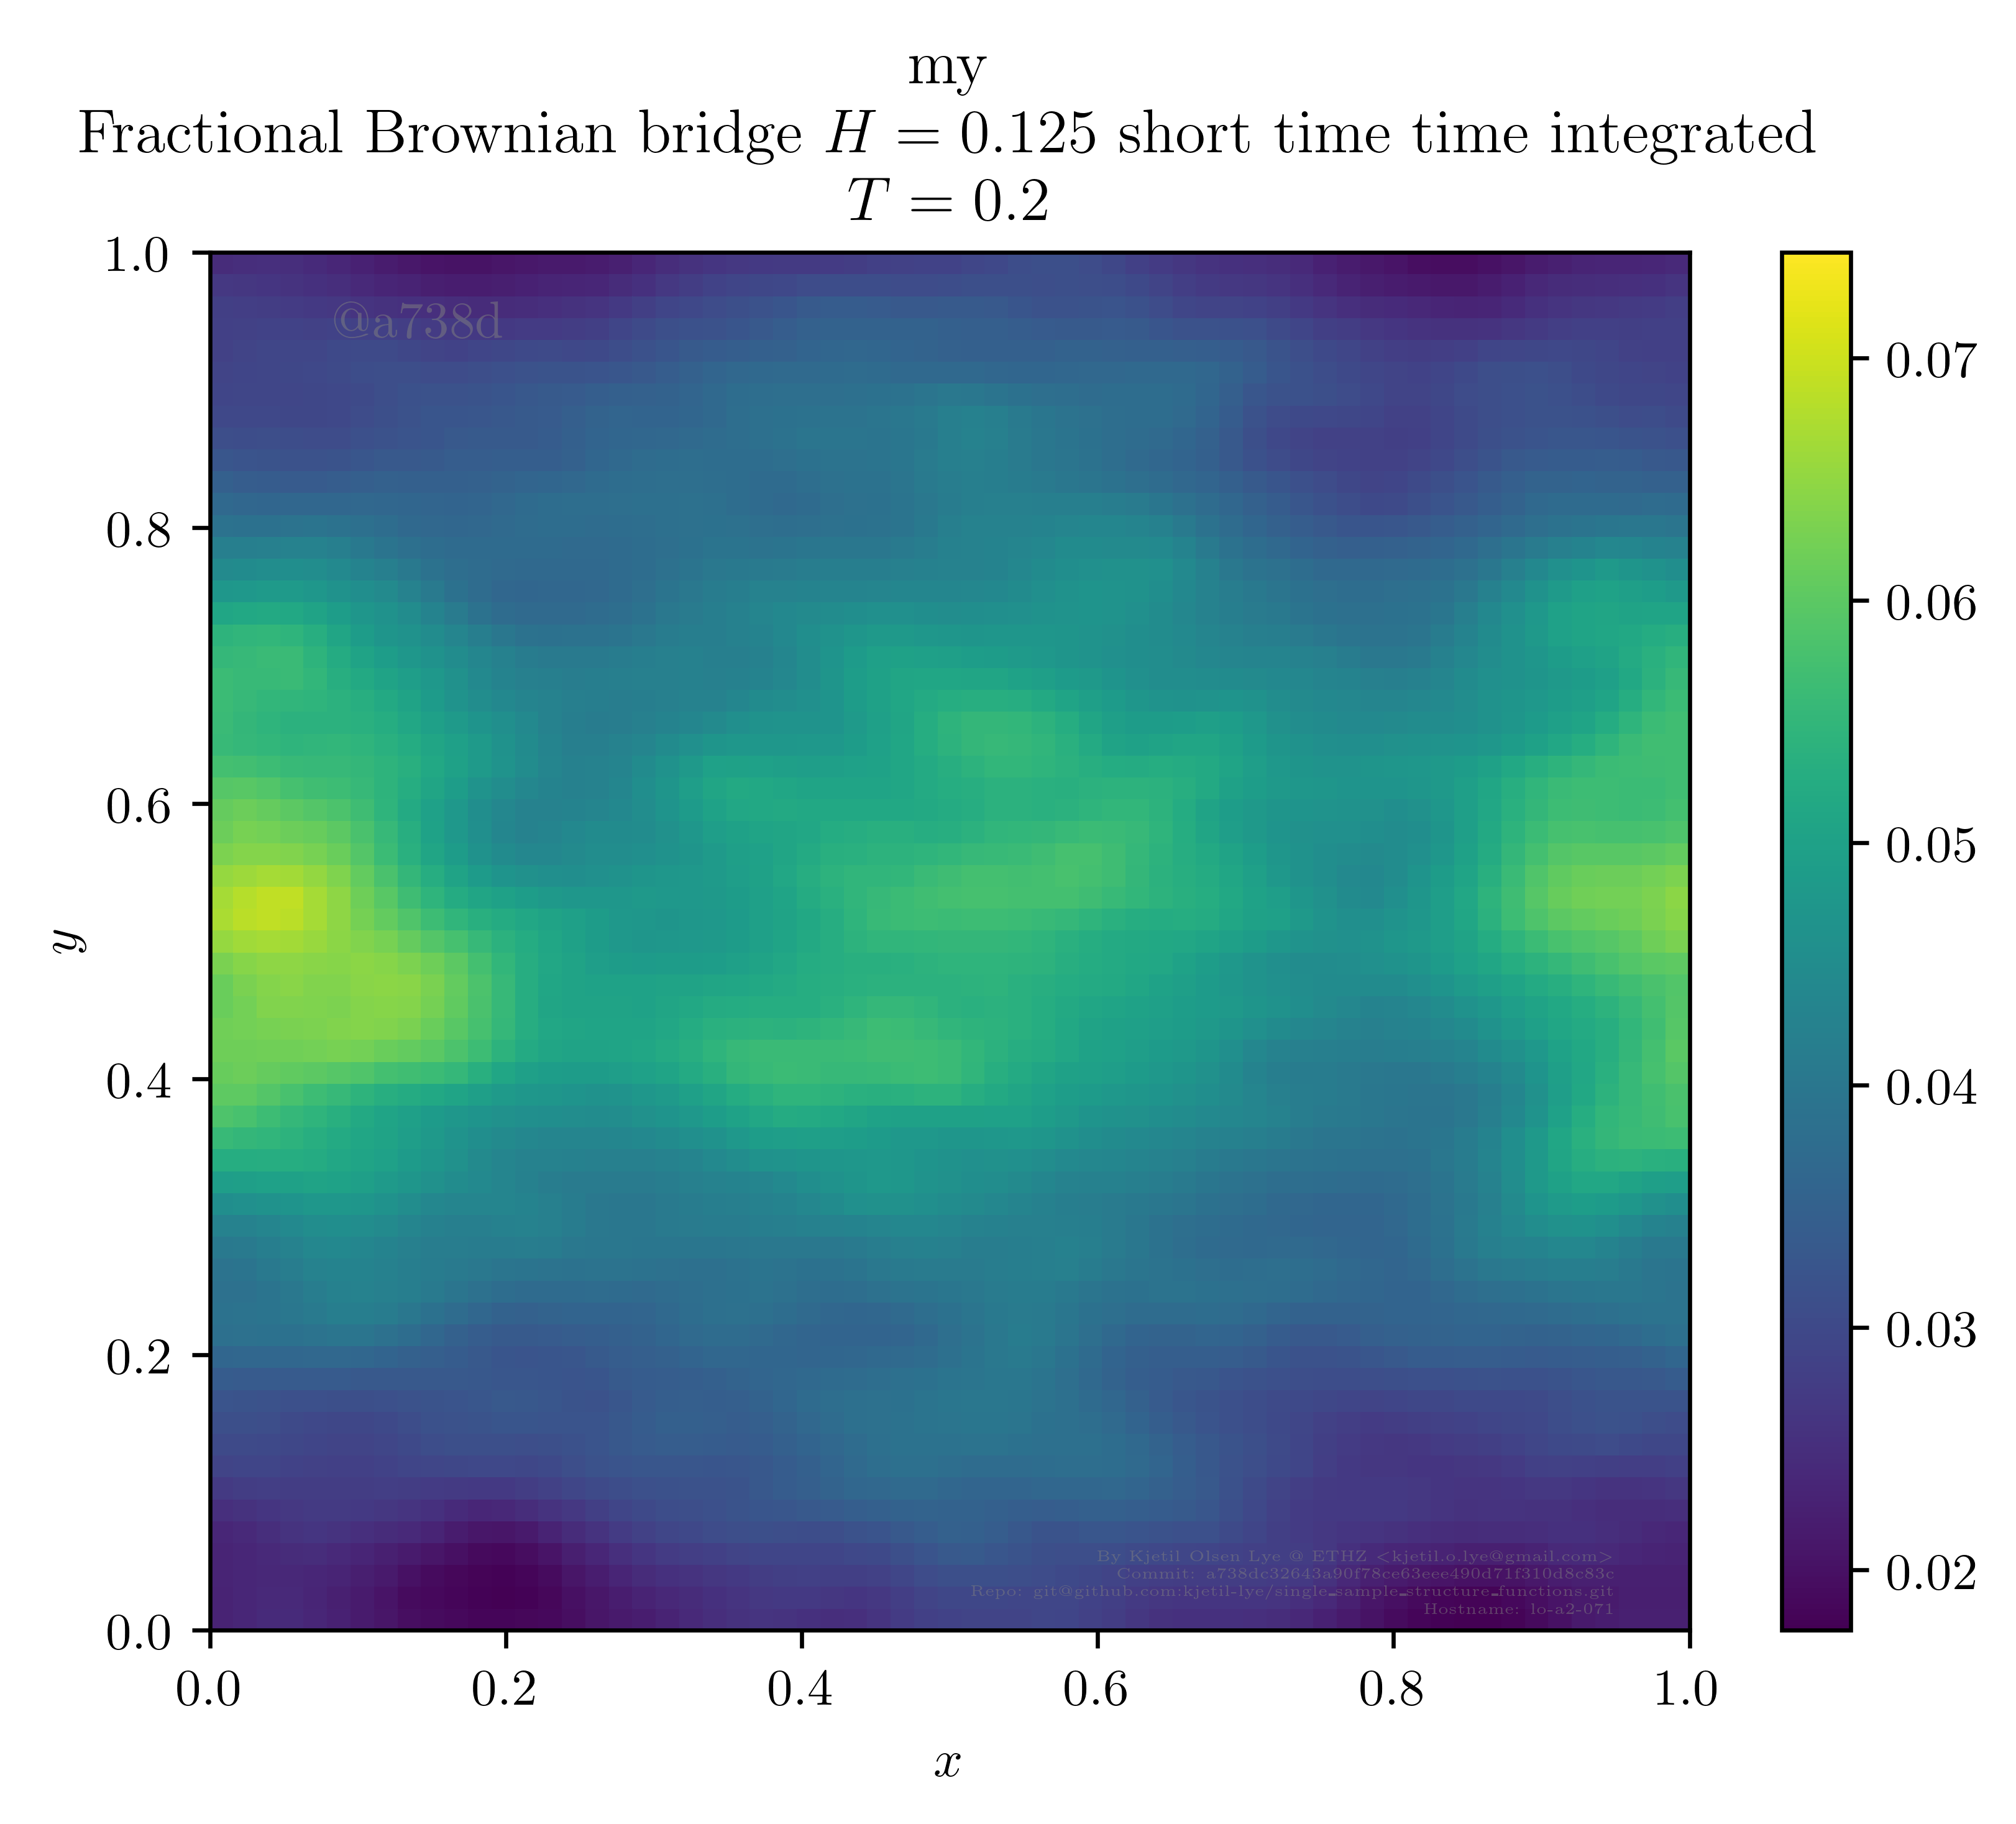 my
Fractional Brownian bridge H = 0.125 short time time integrated
T = 0.2
1.0
0.8
0.6
0.4
0.2
0.0
y
@a738d
By Kjetil Olsen Lye @ ETHZ <kjetil.o.lye@gmail.com>
Commit: a738dc32643a90f78ce63eee490d71f310d8c83c
Repo: git@github.com:kjetil-lye/single_sample_structure_functions.git
Hostname: lo-a2-071
0.0 0.2 0.4 0.6 0.8 1.0
x
0.07
0.06
0.05
0.04
0.03
0.02